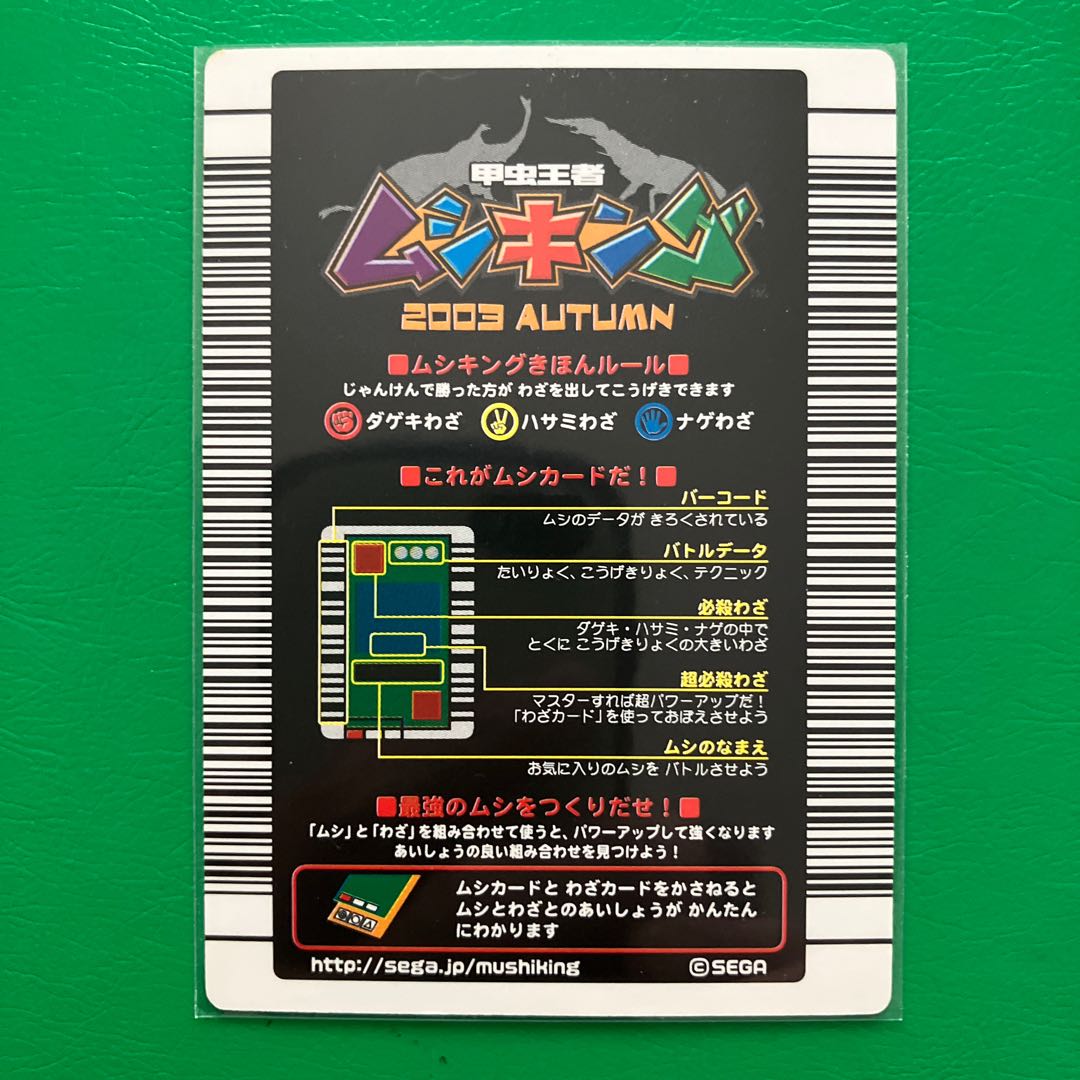 甲虫王者
ムシキング
2003 AUTUMN
■ムシキングきほんルール■
じゃんけんで勝った方が わざを出してこうげきできます
ダゲキわざ ハサミわざ ナゲわざ
■これがムシカードだ！■
バーコード
ムシのデータが きろくされている
バトルデータ
たいりょく、こうげきりょく、テクニック
必殺わざ
ダゲキ・ハサミ・ナゲの中で
とくに こうげきりょくの大きいわざ
超必殺わざ
マスターすれば超パワーアップだ！
「わざカード」を使っておぼえさせよう
ムシのなまえ
お気に入りのムシを バトルさせよう
■最強のムシをつくりだせ！■
「ムシ」と「わざ」を組み合わせて使うと、パワーアップして強くなります
あいしょうの良い組み合わせを見つけよう！
ムシカードと わざカードをかさねると
ムシとわざとのあいしょうが かんたん
にわかります
http://sega.jp/mushiking ©SEGA